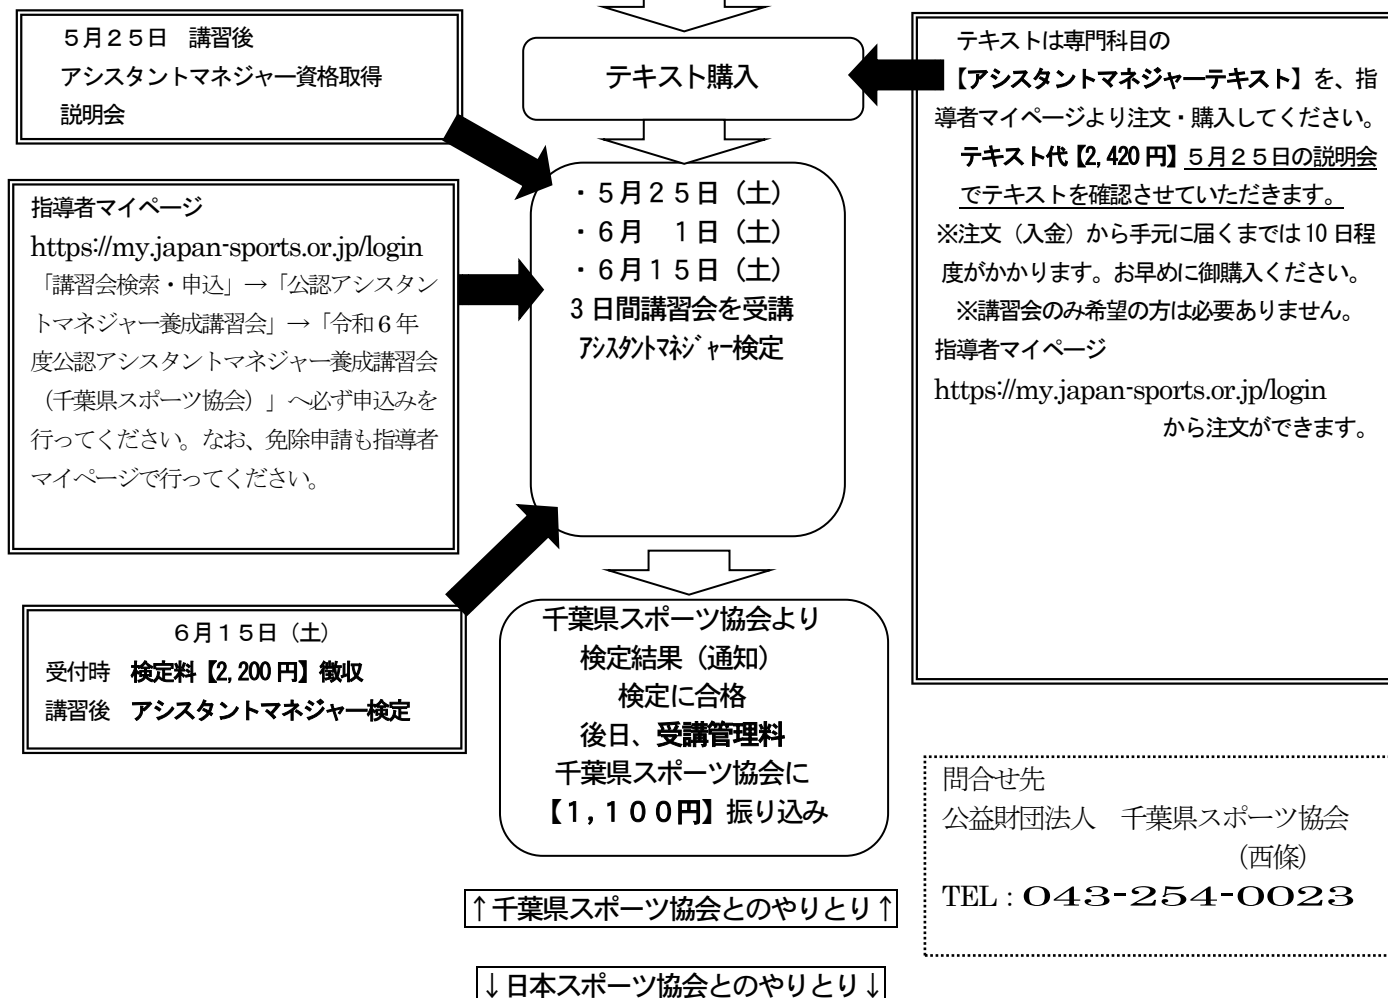 ５月２５日　講習後
アシスタントマネジャー資格取得
説明会
テキスト購入
テキストは専門科目の
【アシスタントマネジャーテキスト】を、指
導者マイページより注文・購入してください。
テキスト代【2,420 円】５月２５日の説明会
でテキストを確認させていただきます。
※注文（入金）から手元に届くまでは 10 日程
度がかかります。お早めに御購入ください。
※講習会のみ希望の方は必要ありません。
指導者マイページ
https://my.japan-sports.or.jp/login
から注文ができます。
指導者マイページ
https://my.japan-sports.or.jp/login
「講習会検索・申込」→「公認アシスタン
トマネジャー養成講習会」→「令和６年
度公認アシスタントマネジャー養成講習会
（千葉県スポーツ協会）」へ必ず申込みを
行ってください。なお、免除申請も指導者
マイページで行ってください。
・５月２５日（土）
・６月　１日（土）
・６月１５日（土）
3 日間講習会を受講
ｱｼｽﾀﾝﾄﾏﾈｼﾞｬｰ検定
６月１５日（土）
受付時　検定料【2,200 円】徴収
講習後　アシスタントマネジャー検定
千葉県スポーツ協会より
検定結果（通知）
検定に合格
後日、受講管理料
千葉県スポーツ協会に
【１，１００円】振り込み
問合せ先
公益財団法人　千葉県スポーツ協会
（西條）
TEL：043-254-0023
↑千葉県スポーツ協会とのやりとり↑
↓日本スポーツ協会とのやりとり↓